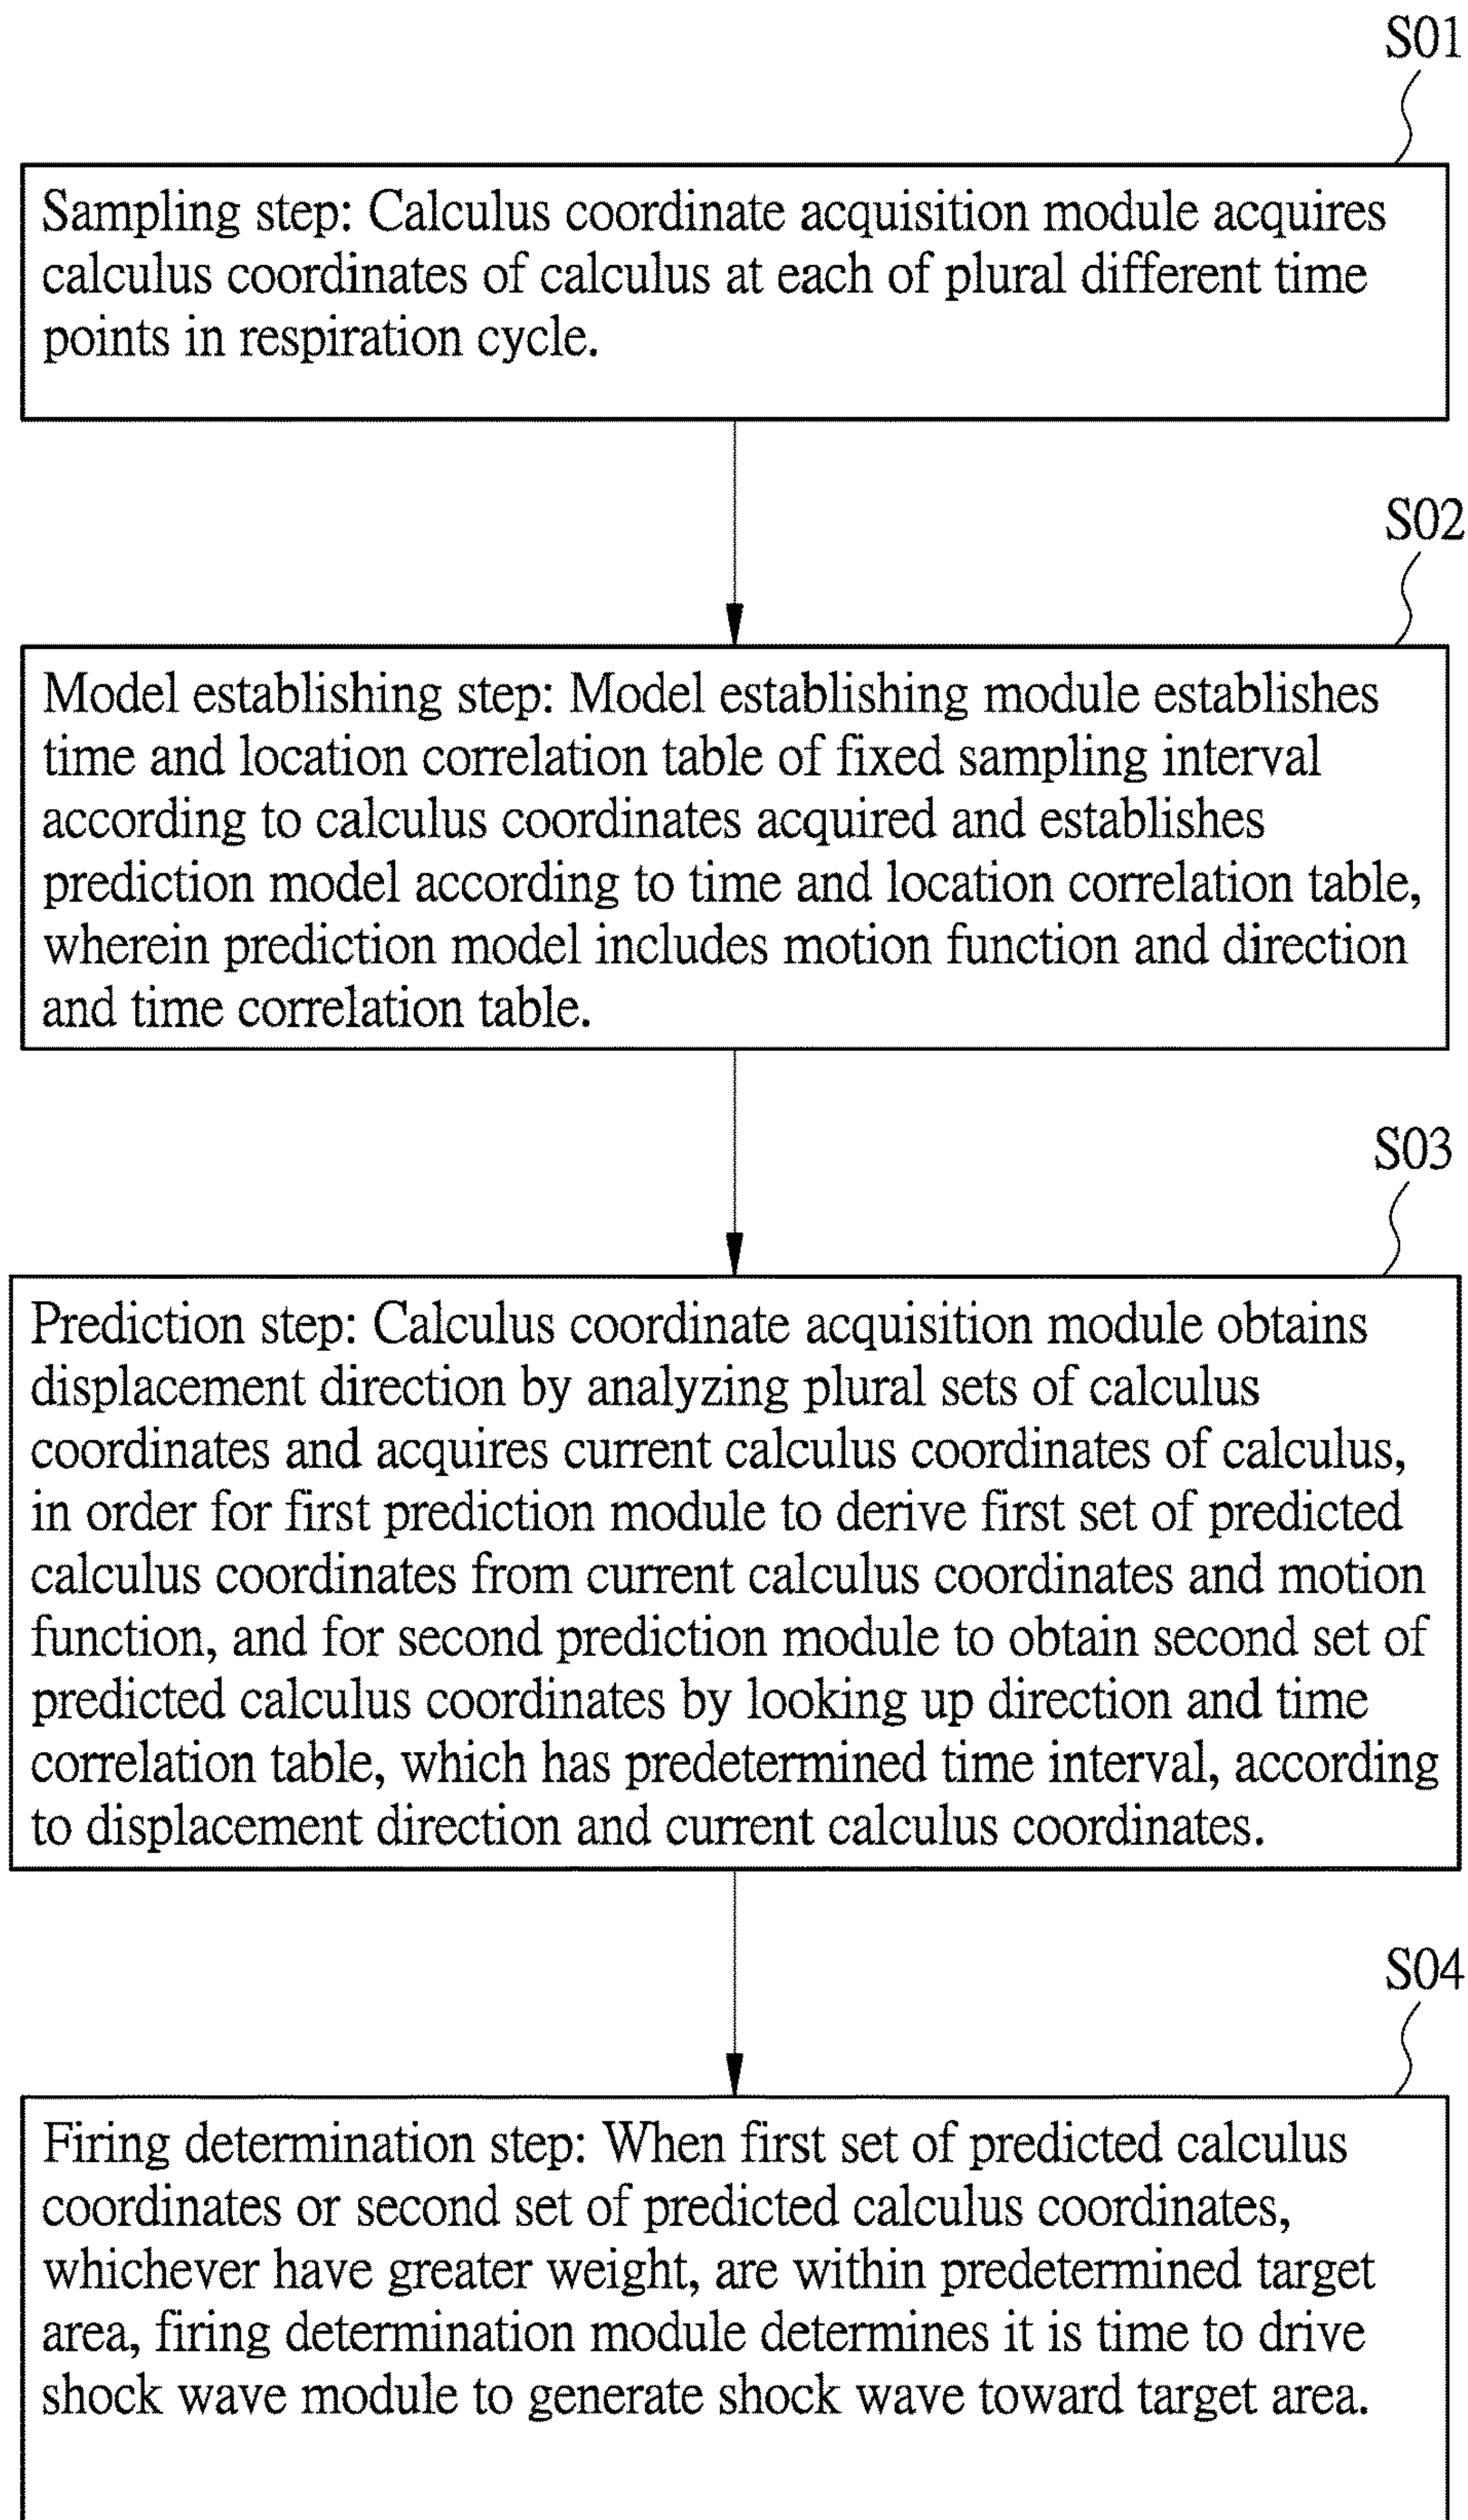 S01
Sampling step: Calculus coordinate acquisition module acquires
calculus coordinates of calculus at each of plural different time
points in respiration cycle.
S02
Model establishing step: Model establishing module establishes
time and location correlation table of fixed sampling interval
according to calculus coordinates acquired and establishes
prediction model according to time and location correlation table,
wherein prediction model includes motion function and direction
and time correlation table.
S03
Prediction step: Calculus coordinate acquisition module obtains
displacement direction by analyzing plural sets of calculus
coordinates and acquires current calculus coordinates of calculus,
in order for first prediction module to derive first set of predicted
calculus coordinates from current calculus coordinates and motion
function, and for second prediction module to obtain second set of
predicted calculus coordinates by looking up direction and time
correlation table, which has predetermined time interval, according
to displacement direction and current calculus coordinates.
S04
Firing determination step: When first set of predicted calculus
coordinates or second set of predicted calculus coordinates,
whichever have greater weight, are within predetermined target
area, firing determination module determines it is time to drive
shock wave module to generate shock wave toward target area.